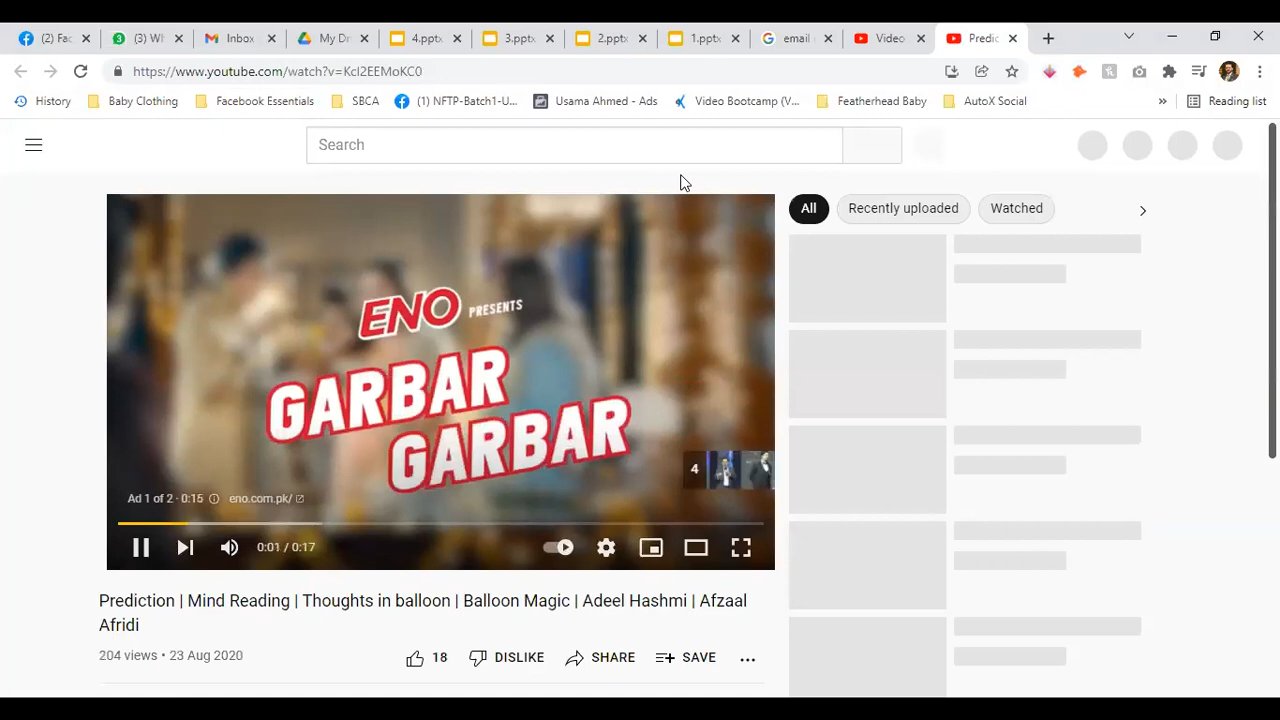 (2) Fac
(3) Wh
Inbox
My Dr
4.pptx
3.pptx
2.pptx
1.pptx
email s
Video
Predic
https://www.youtube.com/watch?v=KcI2EEMoKC0
History
Baby Clothing
Facebook Essentials
SBCA
(1) NFTP-Batch1-U...
Usama Ahmed - Ads
Video Bootcamp (V...
Featherhead Baby
AutoX Social
»
Reading list
Search
All
Recently uploaded
Watched
ENO PRESENTS
GARBAR
GARBAR
4
Ad 1 of 2 · 0:15
eno.com.pk/
0:01 / 0:17
Prediction | Mind Reading | Thoughts in balloon | Balloon Magic | Adeel Hashmi | Afzaal
Afridi
204 views • 23 Aug 2020
18
DISLIKE
SHARE
SAVE